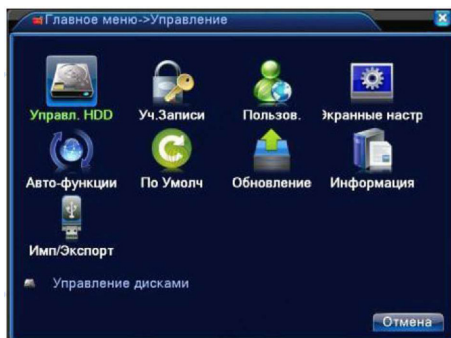 Главное меню->Управление
Управл. HDD Уч.Записи Пользов. Экранные настр
Авто-функции По Умолч Обновление Информация
Имп/Экспорт
Управление дисками
Отмена